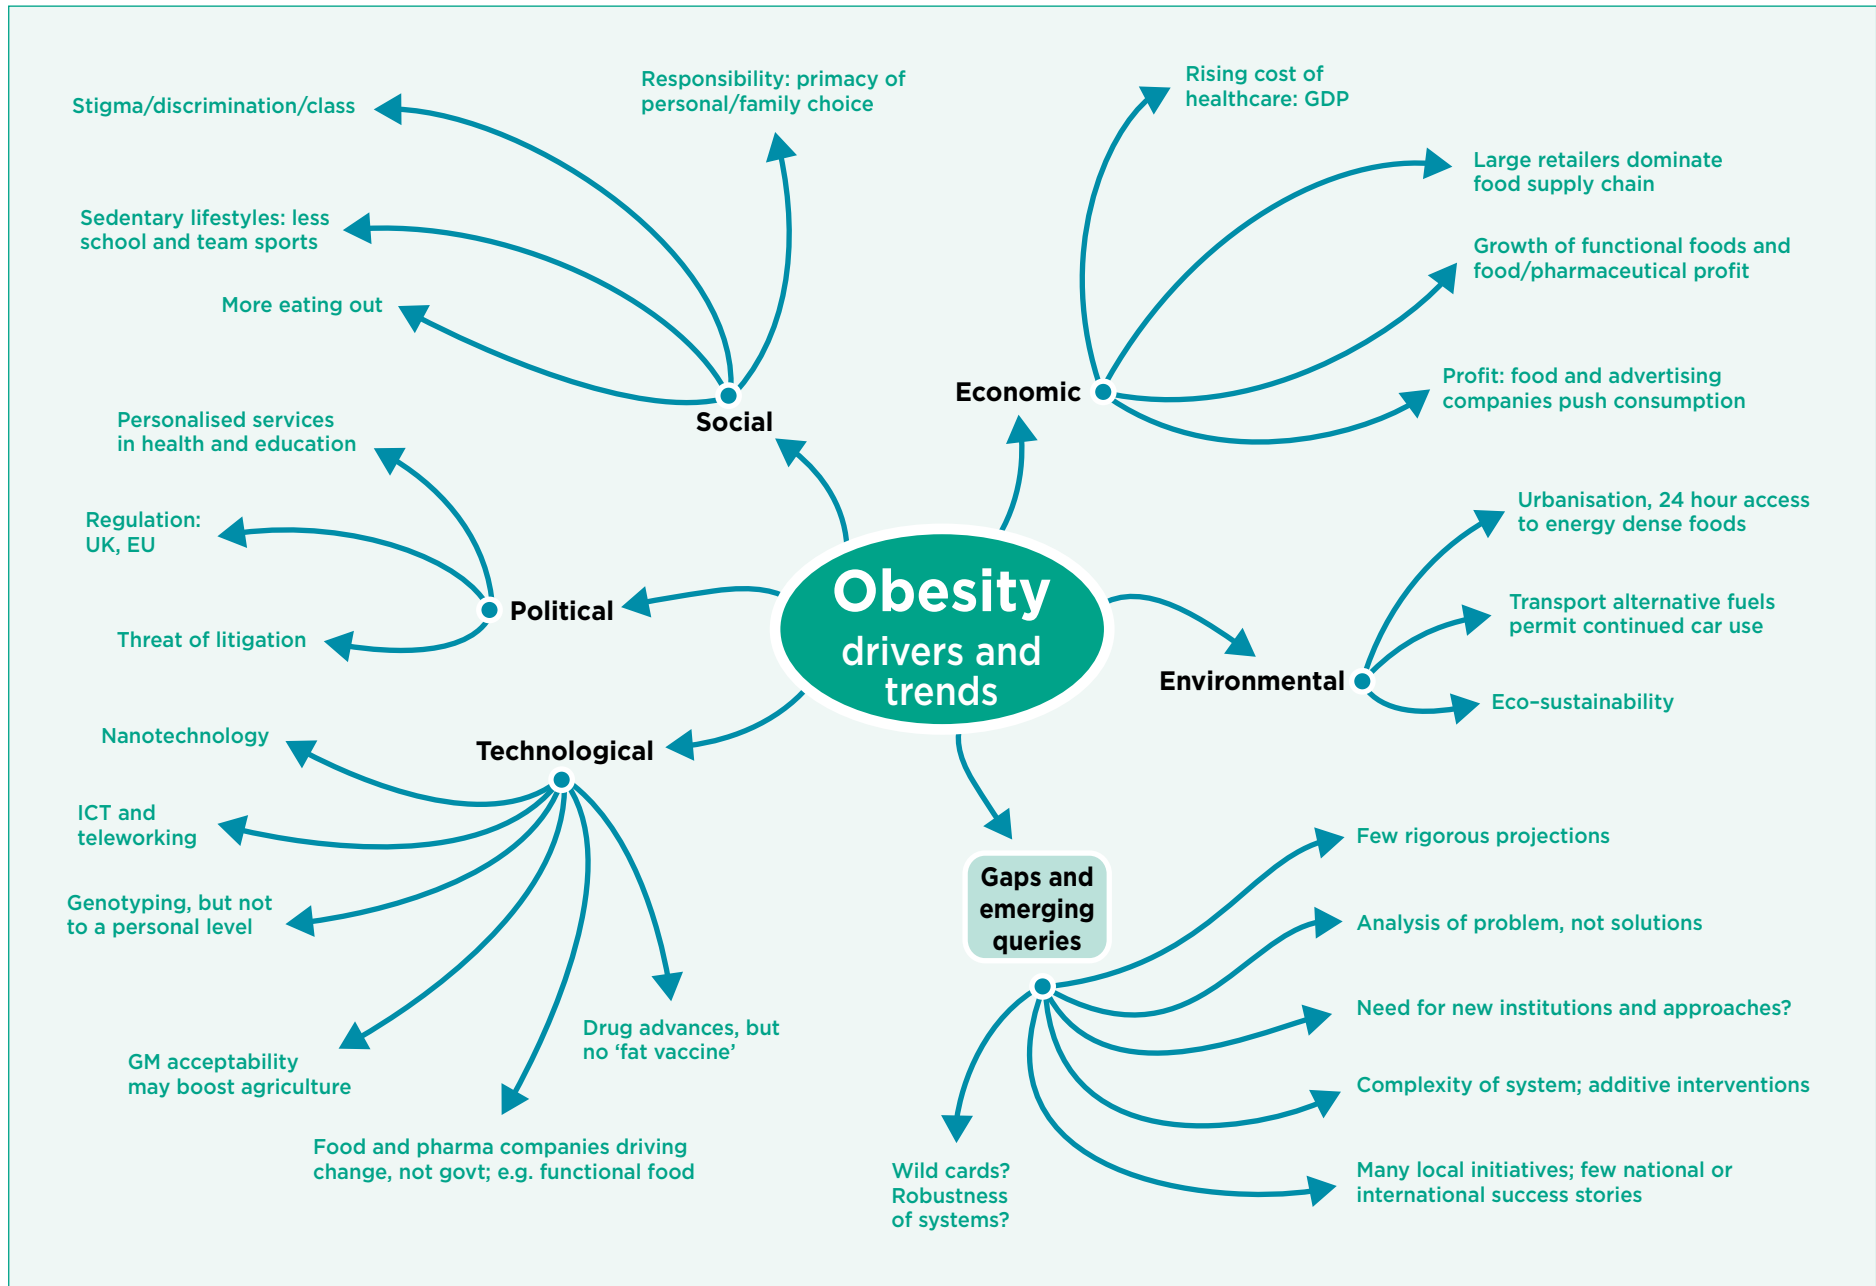 Obesity
drivers and
trends
Social
Stigma/discrimination/class
Responsibility: primacy of
personal/family choice
Sedentary lifestyles: less
school and team sports
More eating out
Economic
Rising cost of
healthcare: GDP
Large retailers dominate
food supply chain
Growth of functional foods and
food/pharmaceutical profit
Profit: food and advertising
companies push consumption
Political
Personalised services
in health and education
Regulation:
UK, EU
Threat of litigation
Environmental
Urbanisation, 24 hour access
to energy dense foods
Transport alternative fuels
permit continued car use
Eco–sustainability
Technological
Nanotechnology
ICT and
teleworking
Genotyping, but not
to a personal level
GM acceptability
may boost agriculture
Food and pharma companies driving
change, not govt; e.g. functional food
Drug advances, but
no ‘fat vaccine’
Gaps and
emerging
queries
Few rigorous projections
Analysis of problem, not solutions
Need for new institutions and approaches?
Complexity of system; additive interventions
Many local initiatives; few national or
international success stories
Wild cards?
Robustness
of systems?